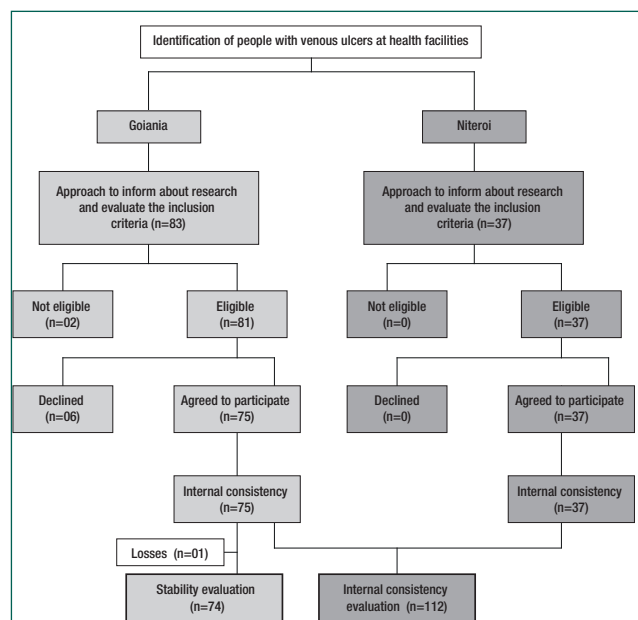 Identification of people with venous ulcers at health facilities
Goiania
Niteroi
Approach to inform about research
and evaluate the inclusion
criteria (n=83)
Approach to inform about research
and evaluate the inclusion
criteria (n=37)
Not eligible
(n=02)
Eligible
(n=81)
Not eligible
(n=0)
Eligible
(n=37)
Declined
(n=06)
Agreed to participate
(n=75)
Declined
(n=0)
Agreed to participate
(n=37)
Internal consistency
(n=75)
Internal consistency
(n=37)
Losses (n=01)
Stability evaluation
(n=74)
Internal consistency
evaluation (n=112)